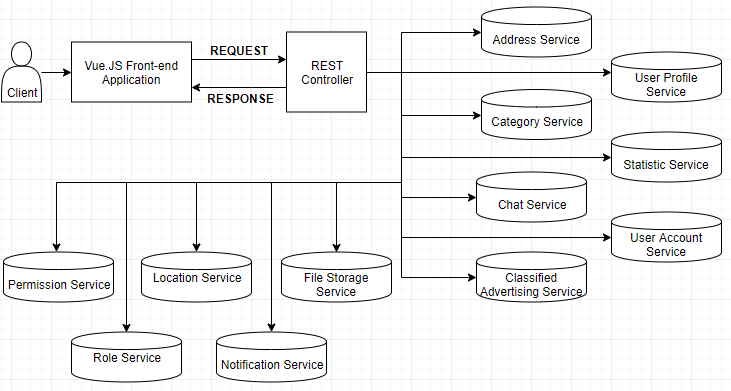 Client
Vue.JS Front-end
Application
REQUEST
RESPONSE
REST
Controller
Address Service
User Profile
Service
Category Service
Statistic Service
Chat Service
User Account
Service
Classified
Advertising Service
Permission Service
Location Service
File Storage
Service
Role Service
Notification Service